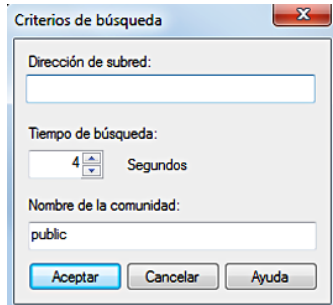 Criterios de búsqueda
Dirección de subred:
Tiempo de búsqueda:
4 Segundos
Nombre de la comunidad:
public
Aceptar Cancelar Ayuda